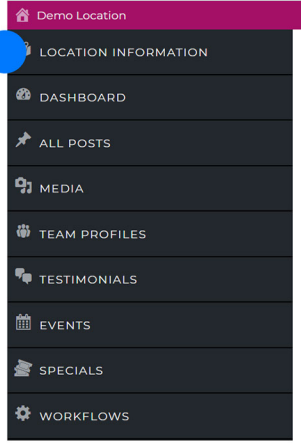 Demo Location
LOCATION INFORMATION
DASHBOARD
ALL POSTS
MEDIA
TEAM PROFILES
TESTIMONIALS
EVENTS
SPECIALS
WORKFLOWS